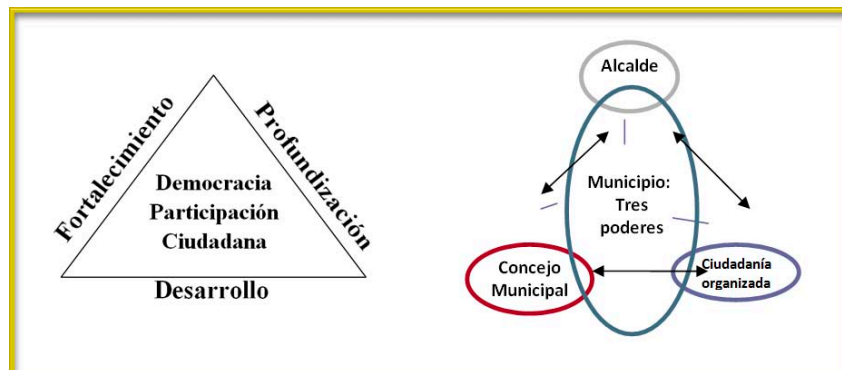 Fortalecimiento
Profundización
Democracia
Participación
Ciudadana
Desarrollo
Alcalde
Municipio:
Tres
poderes
Concejo
Municipal
Ciudadanía
organizada